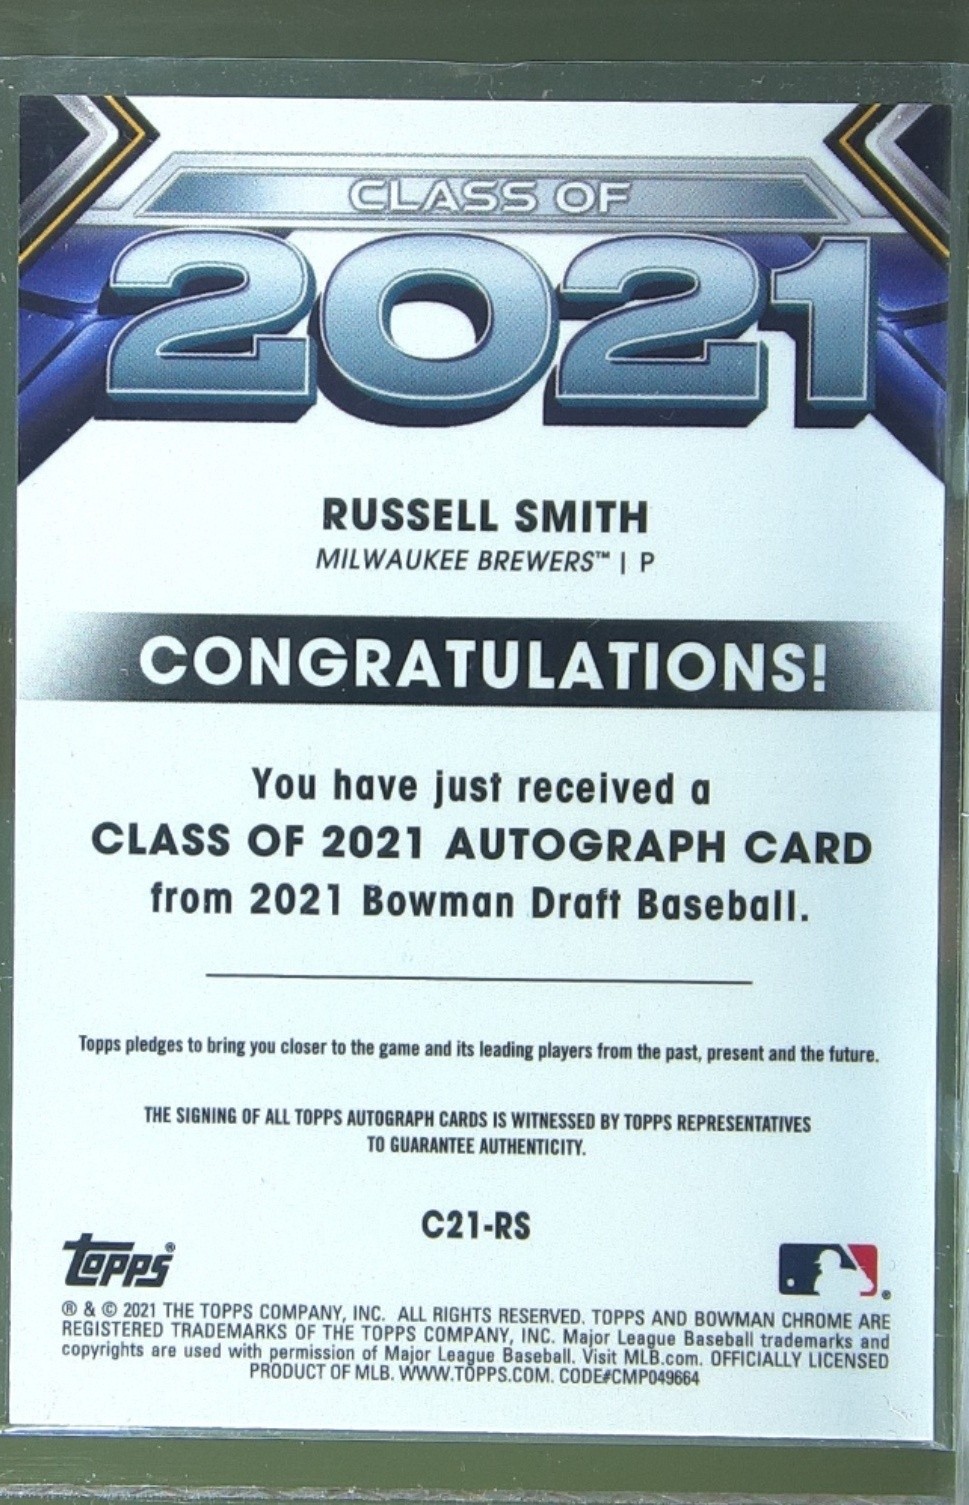 CLASS OF
2021
RUSSELL SMITH
MILWAUKEE BREWERS™ | P
CONGRATULATIONS!
You have just received a
CLASS OF 2021 AUTOGRAPH CARD
from 2021 Bowman Draft Baseball.
Topps pledges to bring you closer to the game and its leading players from the past, present and the future.
THE SIGNING OF ALL TOPPS AUTOGRAPH CARDS IS WITNESSED BY TOPPS REPRESENTATIVES
TO GUARANTEE AUTHENTICITY.
C21-RS
Topps®
®
® & © 2021 THE TOPPS COMPANY, INC. ALL RIGHTS RESERVED. TOPPS AND BOWMAN CHROME ARE
REGISTERED TRADEMARKS OF THE TOPPS COMPANY, INC. Major League Baseball trademarks and
copyrights are used with permission of Major League Baseball. Visit MLB.com. OFFICIALLY LICENSED
PRODUCT OF MLB. WWW.TOPPS.COM. CODE#CMP049664